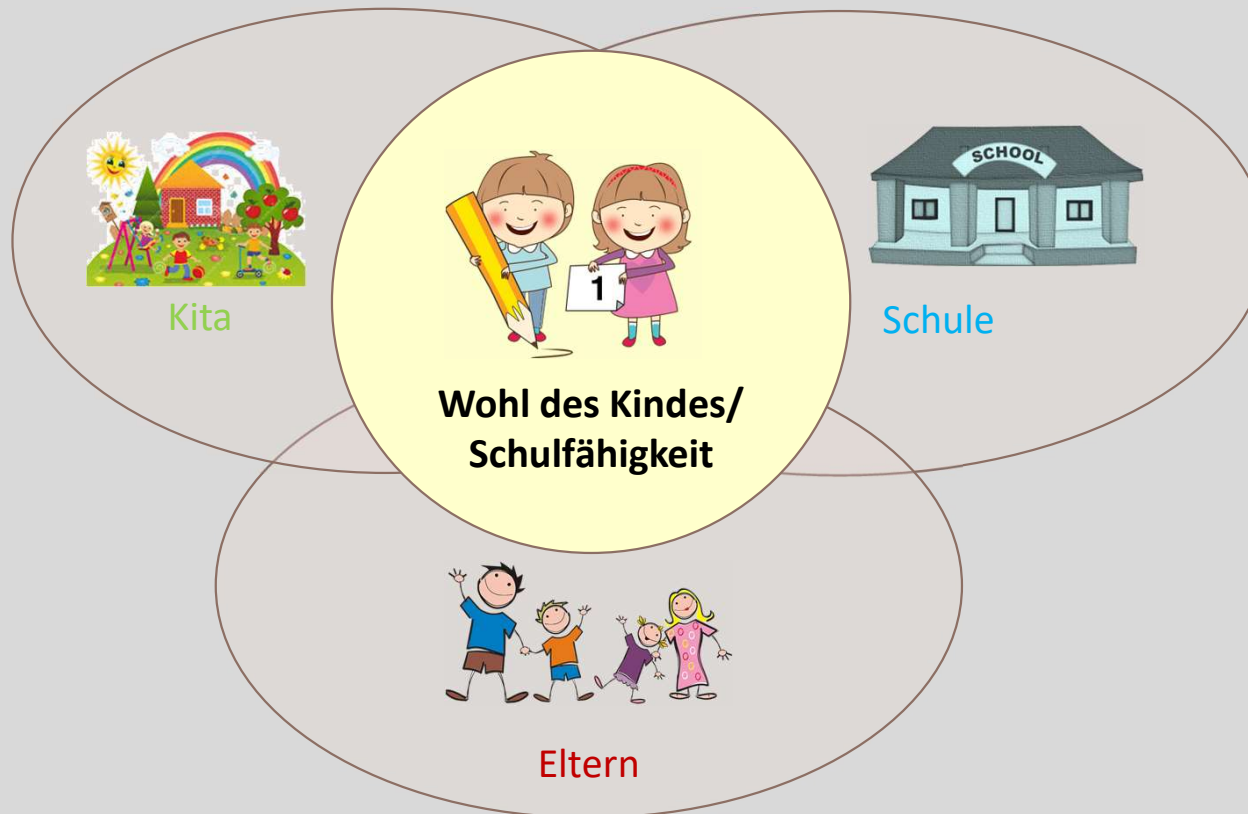 SCHOOL
1
Kita
Schule
Wohl des Kindes/
Schulfähigkeit
Eltern